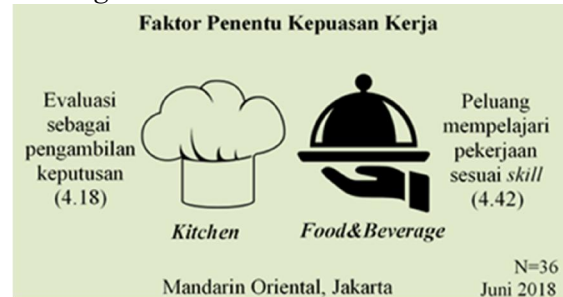 Faktor Penentu Kepuasan Kerja
Evaluasi
sebagai
pengambilan
keputusan
(4.18)
Kitchen
Peluang
mempelajari
pekerjaan
sesuai skill
(4.42)
Food&Beverage
N=36
Mandarin Oriental, Jakarta
Juni 2018